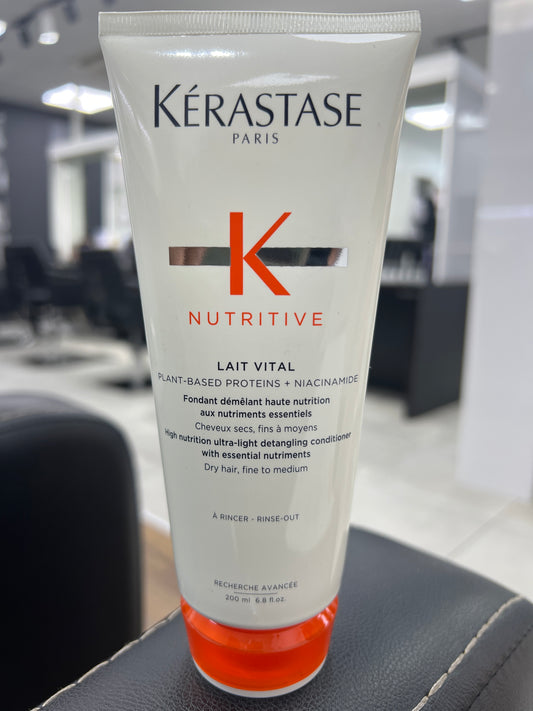 KÉRASTASE
PARIS
K
NUTRITIVE
LAIT VITAL
PLANT-BASED PROTEINS + NIACINAMIDE
Fondant démêlant haute nutrition
aux nutriments essentiels
Cheveux secs, fins à moyens
High nutrition ultra-light detangling conditioner
with essential nutriments
Dry hair, fine to medium
À RINCER - RINSE-OUT
RECHERCHE AVANCÉE
200 ml 6.8 fl.oz.